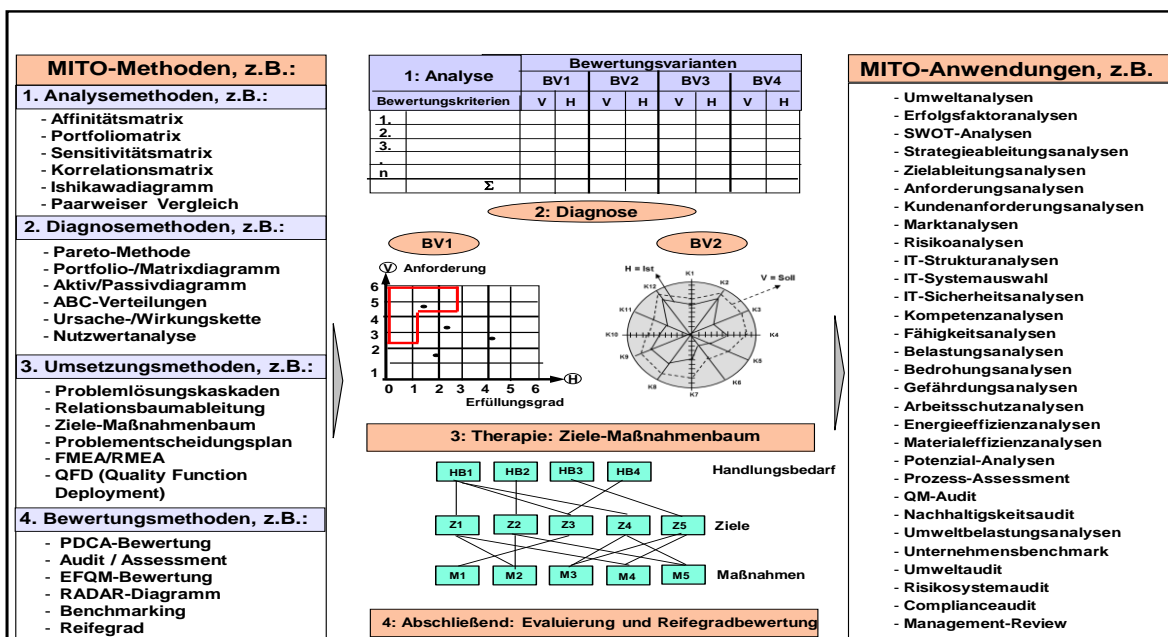 MITO-Methoden, z.B.:
1. Analysemethoden, z.B.:
- Affinitätsmatrix
- Portfoliomatrix
- Sensitivitätsmatrix
- Korrelationsmatrix
- Ishikawadiagramm
- Paarweiser Vergleich
2. Diagnosemethoden, z.B.:
- Pareto-Methode
- Portfolio-/Matrixdiagramm
- Aktiv/Passivdiagramm
- ABC-Verteilungen
- Ursache-/Wirkungskette
- Nutzwertanalyse
3. Umsetzungsmethoden, z.B.:
- Problemlösungskaskaden
- Relationsbaumableitung
- Ziele-Maßnahmenbaum
- Problementscheidungsplan
- FMEA/RMEA
- QFD (Quality Function
Deployment)
4. Bewertungsmethoden, z.B.:
- PDCA-Bewertung
- Audit / Assessment
- EFQM-Bewertung
- RADAR-Diagramm
- Benchmarking
- Reifegrad
1: Analyse
Bewertungsvarianten
BV1 BV2 BV3 BV4
Bewertungskriterien V H V H V H V H
1.
2.
3.
.
n
Σ
2: Diagnose
BV1
V Anforderung
6
5
4
3
2
1
0 1 2 3 4 5 6 H
Erfüllungsgrad
BV2
H = Ist
V = Soll
K1
K2
K3
K4
K5
K6
K7
K8
K9
K10
K11
K12
3: Therapie: Ziele-Maßnahmenbaum
HB1 HB2 HB3 HB4 Handlungsbedarf
Z1 Z2 Z3 Z4 Z5 Ziele
M1 M2 M3 M4 M5 Maßnahmen
4: Abschließend: Evaluierung und Reifegradbewertung
MITO-Anwendungen, z.B.
- Umweltanalysen
- Erfolgsfaktoranalysen
- SWOT-Analysen
- Strategieableitungsanalysen
- Zielableitungsanalysen
- Anforderungsanalysen
- Kundenanforderungsanalysen
- Marktanalysen
- Risikoanalysen
- IT-Strukturanalysen
- IT-Systemauswahl
- IT-Sicherheitsanalysen
- Kompetenzanalysen
- Fähigkeitsanalysen
- Belastungsanalysen
- Bedrohungsanalysen
- Gefährdungsanalysen
- Arbeitsschutzanalysen
- Energieeffizienzanalysen
- Materialeffizienzanalysen
- Potenzial-Analysen
- Prozess-Assessment
- QM-Audit
- Nachhaltigskeitsaudit
- Umweltbelastungsanalysen
- Unternehmensbenchmark
- Umweltaudit
- Risikosystemaudit
- Complianceaudit
- Management-Review